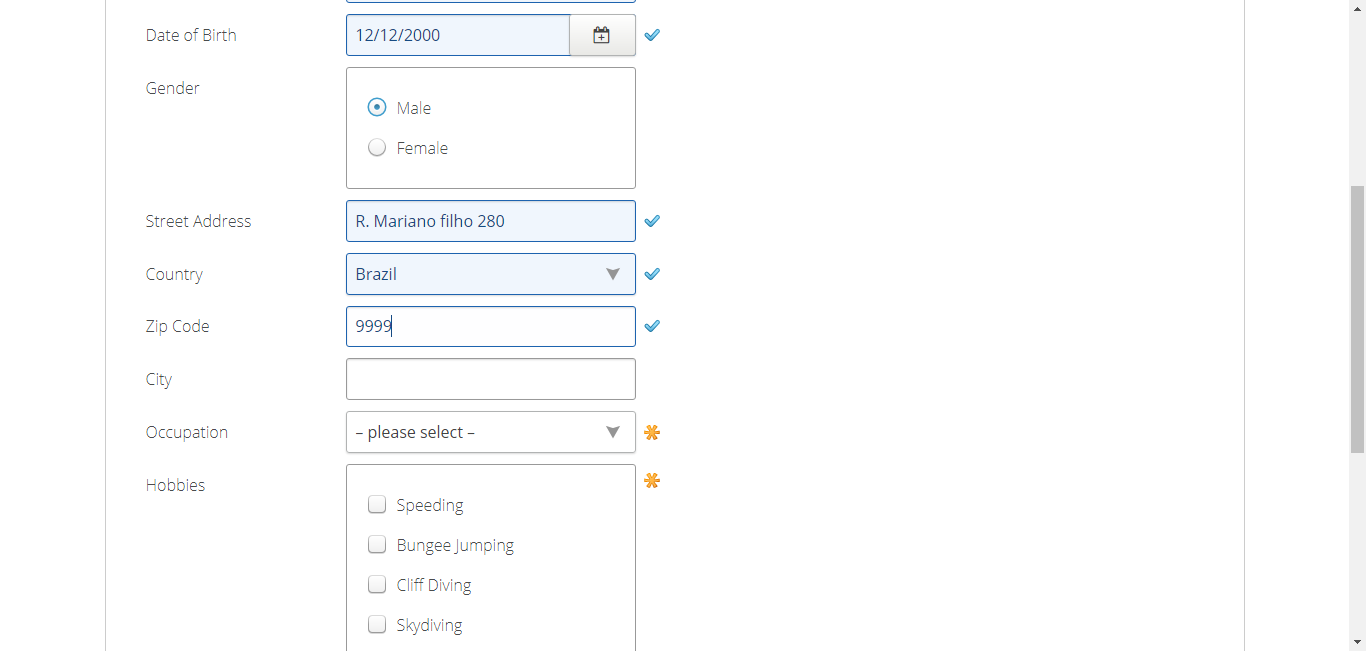 Date of Birth 12/12/2000
Gender
Male
Female
Street Address R. Mariano filho 280
Country Brazil
Zip Code 9999
City
Occupation – please select –
Hobbies
Speeding
Bungee Jumping
Cliff Diving
Skydiving